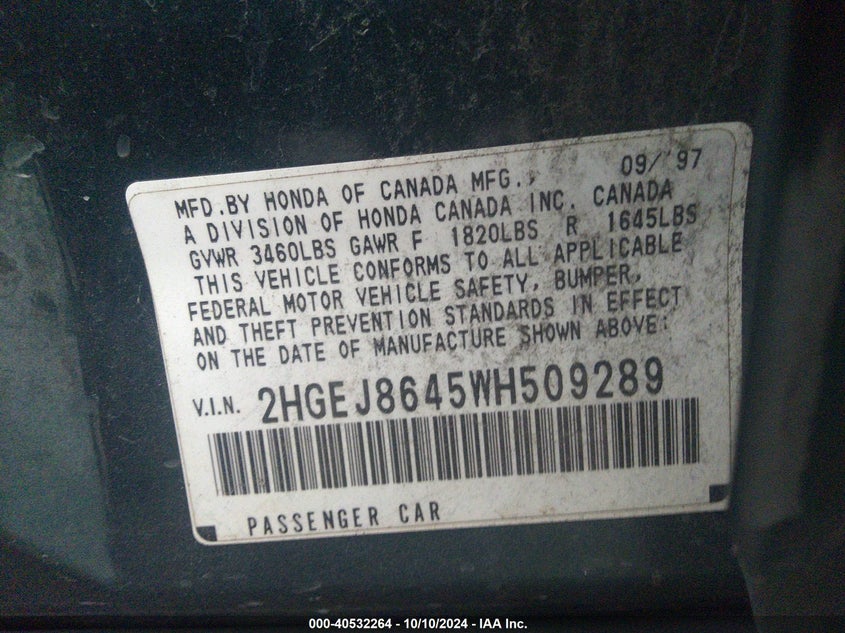 MFD.BY HONDA OF CANADA MFG., 09/'97
A DIVISION OF HONDA CANADA INC. CANADA
GVWR 3460LBS GAWR F 1820LBS R 1645LBS
THIS VEHICLE CONFORMS TO ALL APPLICABLE
FEDERAL MOTOR VEHICLE SAFETY, BUMPER,
AND THEFT PREVENTION STANDARDS IN EFFECT
ON THE DATE OF MANUFACTURE SHOWN ABOVE:
V.I.N. 2HGEJ8645WH509289
PASSENGER CAR
000-40532264 - 10/10/2024 - IAA Inc.